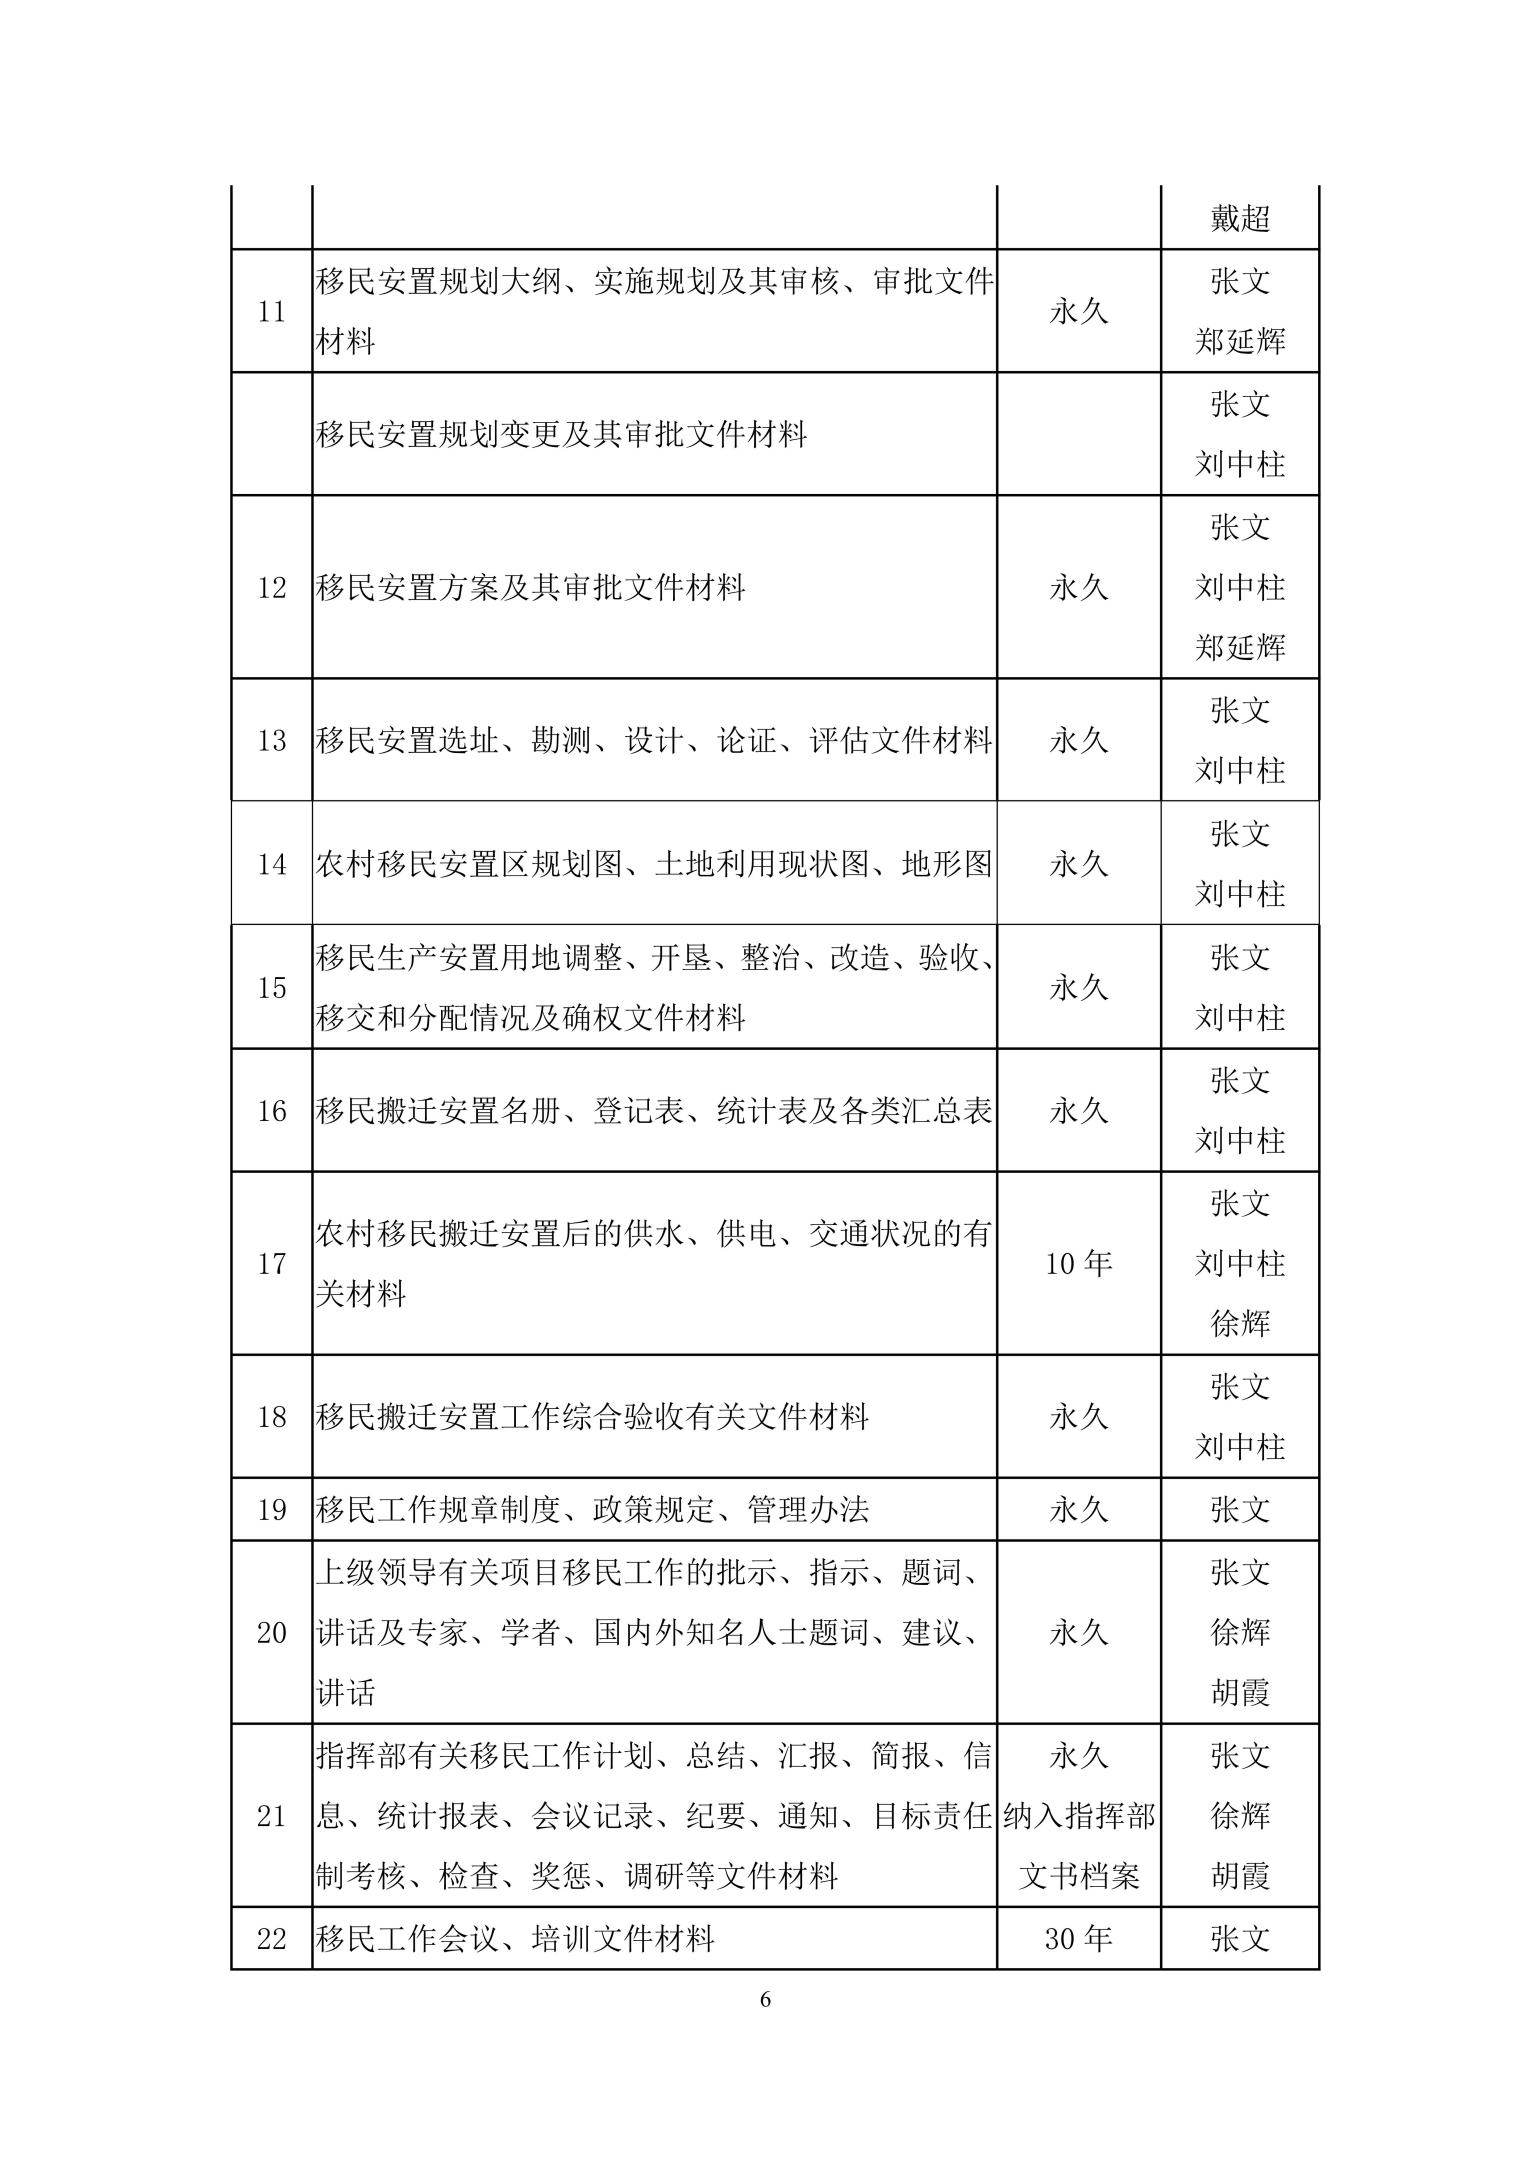 戴超
11 移民安置规划大纲、实施规划及其审核、审批文件 永久 张文
材料 郑延辉
移民安置规划变更及其审批文件材料 张文
刘中柱
12 移民安置方案及其审批文件材料 永久 张文
刘中柱
郑延辉
13 移民安置选址、勘测、设计、论证、评估文件材料 永久 张文
刘中柱
14 农村移民安置区规划图、土地利用现状图、地形图 永久 张文
刘中柱
15 移民生产安置用地调整、开垦、整治、改造、验收、 永久 张文
移交和分配情况及确权文件材料 刘中柱
16 移民搬迁安置名册、登记表、统计表及各类汇总表 永久 张文
刘中柱
17 农村移民搬迁安置后的供水、供电、交通状况的有 10 年 张文
关材料 刘中柱
徐辉
18 移民搬迁安置工作综合验收有关文件材料 永久 张文
刘中柱
19 移民工作规章制度、政策规定、管理办法 永久 张文
上级领导有关项目移民工作的批示、指示、题词、 张文
20 讲话及专家、学者、国内外知名人士题词、建议、 永久 徐辉
讲话 胡霞
指挥部有关移民工作计划、总结、汇报、简报、信 永久 张文
21 息、统计报表、会议记录、纪要、通知、目标责任 纳入指挥部 徐辉
制考核、检查、奖惩、调研等文件材料 文书档案 胡霞
22 移民工作会议、培训文件材料 30 年 张文
6